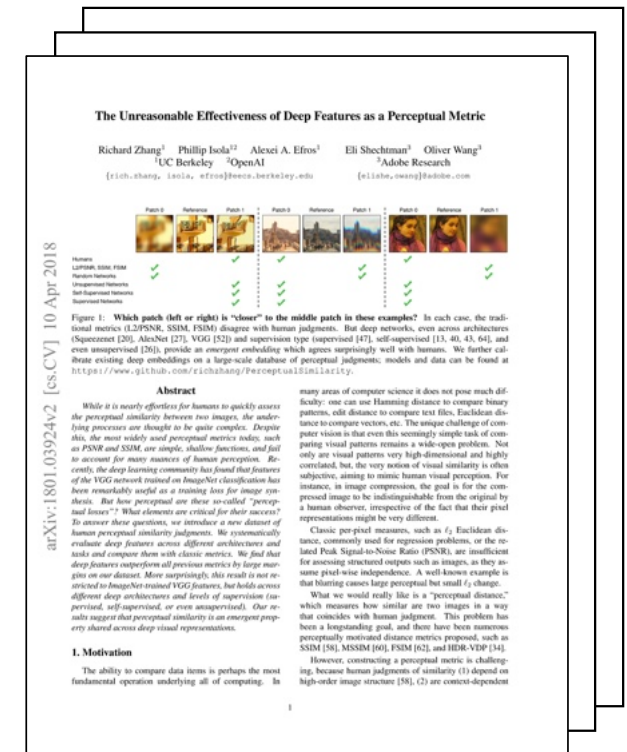 The Unreasonable Effectiveness of Deep Features as a Perceptual Metric
Richard Zhang1 Phillip Isola12 Alexei A. Efros1 Eli Shechtman3 Oliver Wang3
1UC Berkeley 2OpenAI 3Adobe Research
{rich.zhang, isola, efros}@eecs.berkeley.edu {elishe,owang}@adobe.com
Patch 0 Reference Patch 1 Patch 0 Reference Patch 1 Patch 0 Reference Patch 1
Humans
L2/PSNR, SSIM, FSIM
Random Networks
Unsupervised Networks
Self-Supervised Networks
Supervised Networks
Figure 1: Which patch (left or right) is “closer” to the middle patch in these examples? In each case, the tradi-
tional metrics (L2/PSNR, SSIM, FSIM) disagree with human judgments. But deep networks, even across architectures
(Squeezenet [20], AlexNet [27], VGG [52]) and supervision type (supervised [47], self-supervised [13, 40, 43, 64], and
even unsupervised [26]), provide an emergent embedding which agrees surprisingly well with humans. We further cal-
ibrate existing deep embeddings on a large-scale database of perceptual judgments; models and data can be found at
https://www.github.com/richzhang/PerceptualSimilarity.
Abstract
While it is nearly effortless for humans to quickly assess
the perceptual similarity between two images, the under-
lying processes are thought to be quite complex. Despite
this, the most widely used perceptual metrics today, such
as PSNR and SSIM, are simple, shallow functions, and fail
to account for many nuances of human perception. Re-
cently, the deep learning community has found that features
of the VGG network trained on ImageNet classification has
been remarkably useful as a training loss for image syn-
thesis. But how perceptual are these so-called “percep-
tual losses”? What elements are critical for their success?
To answer these questions, we introduce a new dataset of
human perceptual similarity judgments. We systematically
evaluate deep features across different architectures and
tasks and compare them with classic metrics. We find that
deep features outperform all previous metrics by large mar-
gins on our dataset. More surprisingly, this result is not re-
stricted to ImageNet-trained VGG features, but holds across
different deep architectures and levels of supervision (su-
pervised, self-supervised, or even unsupervised). Our re-
sults suggest that perceptual similarity is an emergent prop-
erty shared across deep visual representations.
1. Motivation
The ability to compare data items is perhaps the most
fundamental operation underlying all of computing. In
many areas of computer science it does not pose much dif-
ficulty: one can use Hamming distance to compare binary
patterns, edit distance to compare text files, Euclidean dis-
tance to compare vectors, etc. The unique challenge of com-
puter vision is that even this seemingly simple task of com-
paring visual patterns remains a wide-open problem. Not
only are visual patterns very high-dimensional and highly
correlated, but, the very notion of visual similarity is often
subjective, aiming to mimic human visual perception. For
instance, in image compression, the goal is for the com-
pressed image to be indistinguishable from the original by
a human observer, irrespective of the fact that their pixel
representations might be very different.
Classic per-pixel measures, such as ℓ2 Euclidean dis-
tance, commonly used for regression problems, or the re-
lated Peak Signal-to-Noise Ratio (PSNR), are insufficient
for assessing structured outputs such as images, as they as-
sume pixel-wise independence. A well-known example is
that blurring causes large perceptual but small ℓ2 change.
What we would really like is a “perceptual distance,”
which measures how similar are two images in a way
that coincides with human judgment. This problem has
been a longstanding goal, and there have been numerous
perceptually motivated distance metrics proposed, such as
SSIM [58], MSSIM [60], FSIM [62], and HDR-VDP [34].
However, constructing a perceptual metric is challeng-
ing, because human judgments of similarity (1) depend on
high-order image structure [58], (2) are context-dependent
1
arXiv:1801.03924v2 [cs.CV] 10 Apr 2018